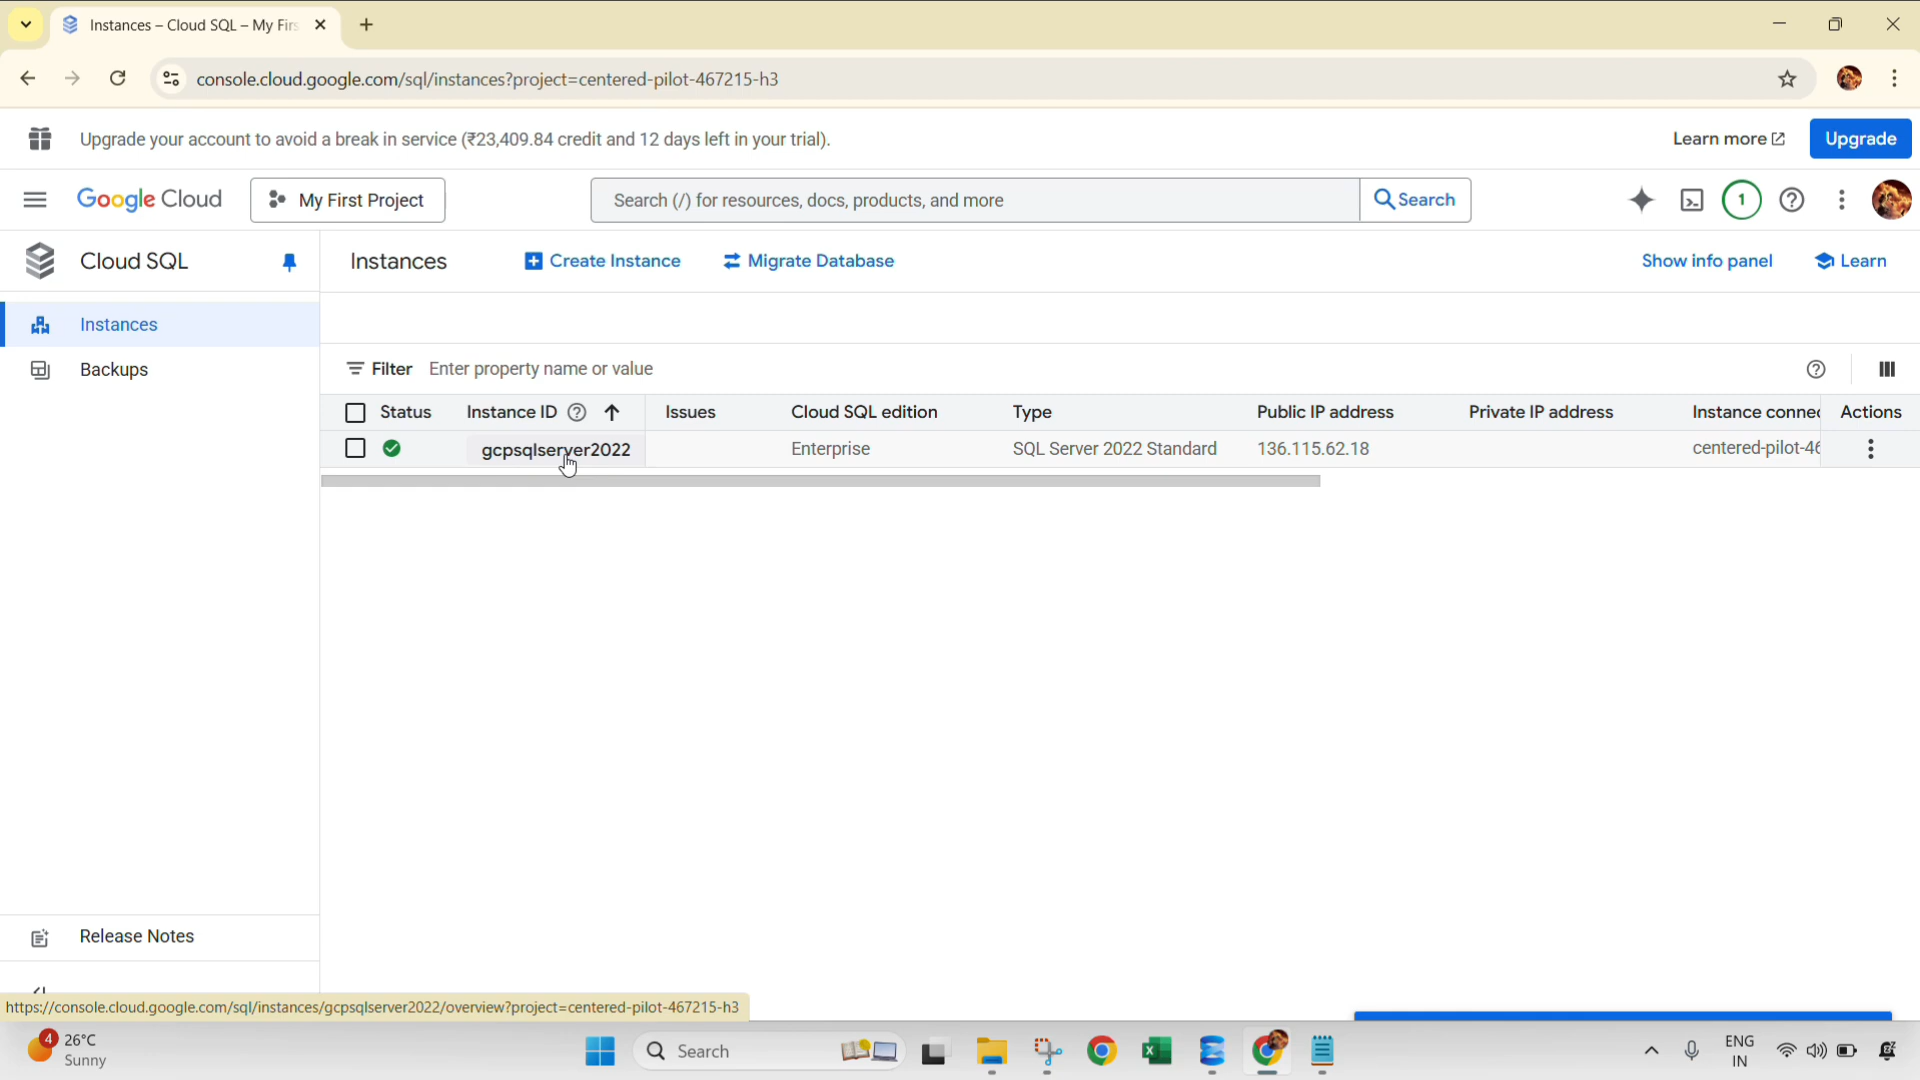 Instances – Cloud SQL – My Firs
console.cloud.google.com/sql/instances?project=centered-pilot-467215-h3
Upgrade your account to avoid a break in service (₹23,409.84 credit and 12 days left in your trial).
Learn more
Upgrade
Google Cloud
My First Project
Search (/) for resources, docs, products, and more
Search
1
Cloud SQL
Instances
Create Instance
Migrate Database
Show info panel
Learn
Instances
Backups
Filter Enter property name or value
Status Instance ID Issues Cloud SQL edition Type Public IP address Private IP address Instance connec Actions
gcpsqlserver2022 Enterprise SQL Server 2022 Standard 136.115.62.18 centered-pilot-46
Release Notes
https://console.cloud.google.com/sql/instances/gcpsqlserver2022/overview?project=centered-pilot-467215-h3
4
26°C
Sunny
Search
ENG
IN